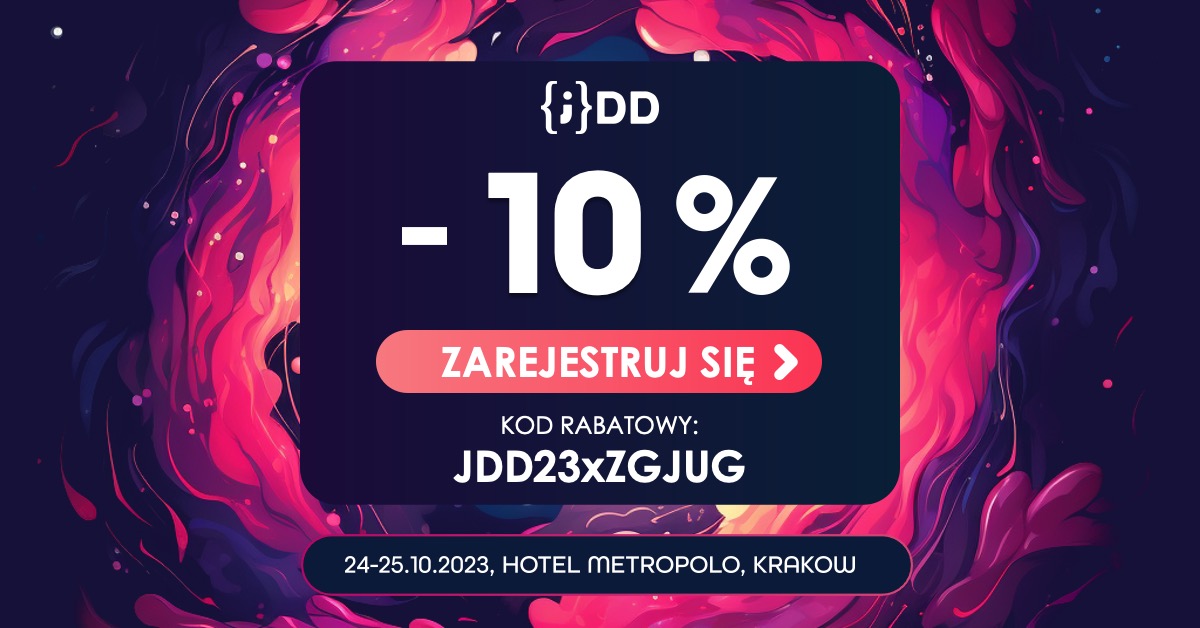 {j}DD
- 10 %
ZAREJESTRUJ SIĘ
KOD RABATOWY:
JDD23xZGJUG
24-25.10.2023, HOTEL METROPOLO, KRAKOW